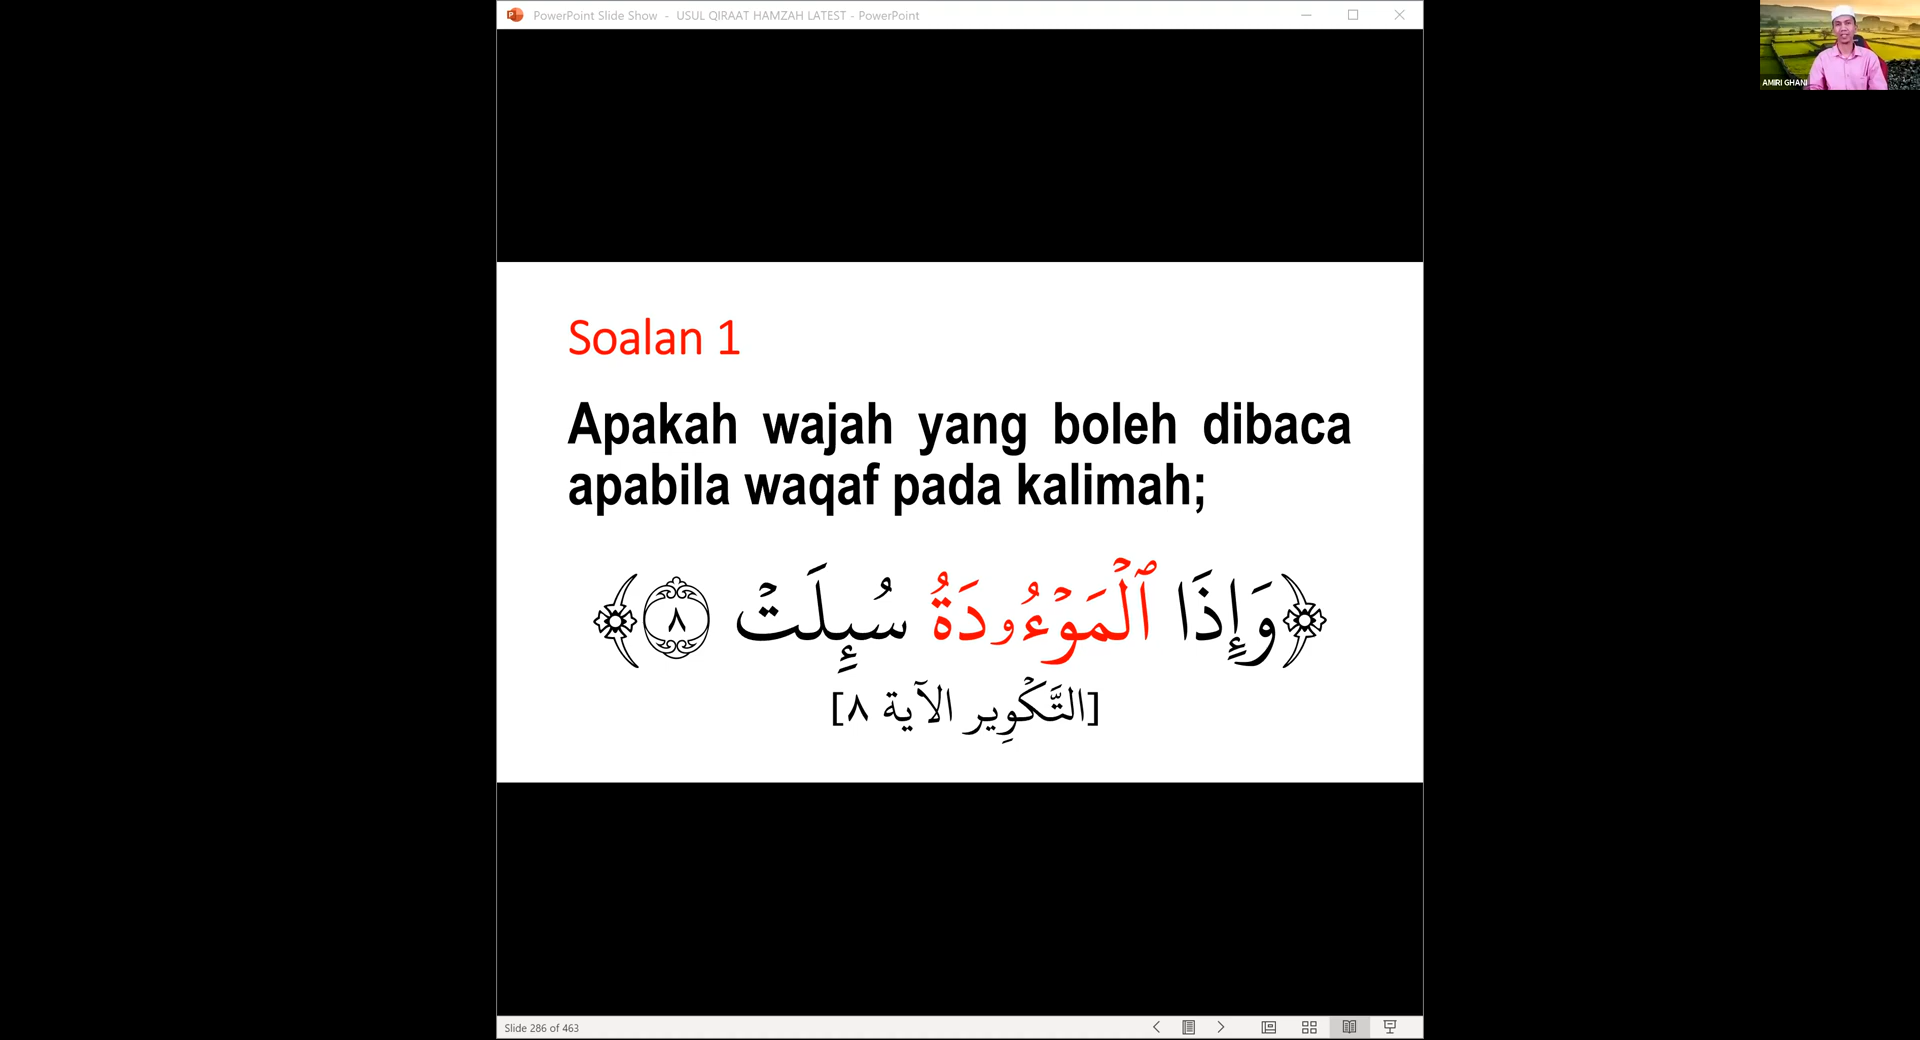 PowerPoint Slide Show - USUL QIRAAT HAMZAH LATEST - PowerPoint
AMIRI GHANI
Soalan 1
Apakah wajah yang boleh dibaca
apabila waqaf pada kalimah;
﴿وَإِذَا ٱلْمَوْءُۥدَةُ سُئِلَتْ ٨﴾
[التَّكْوِير الآية ٨]
Slide 286 of 463